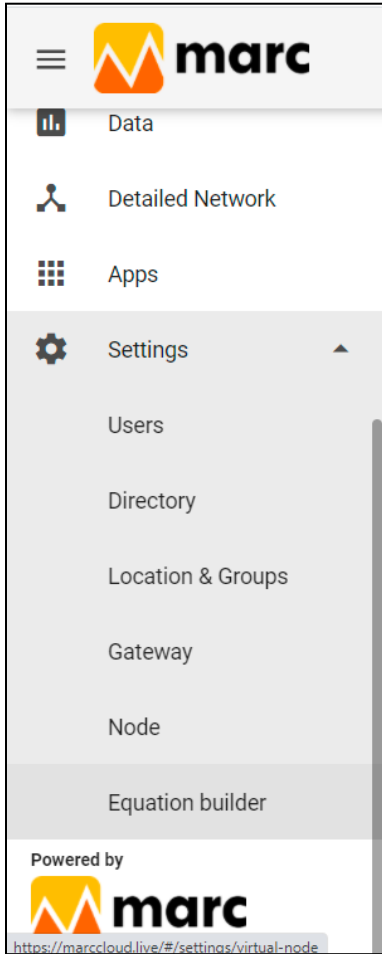 marc
Data
Detailed Network
Apps
Settings
Users
Directory
Location & Groups
Gateway
Node
Equation builder
Powered by
marc
https://marccloud.live/#/settings/virtual-node